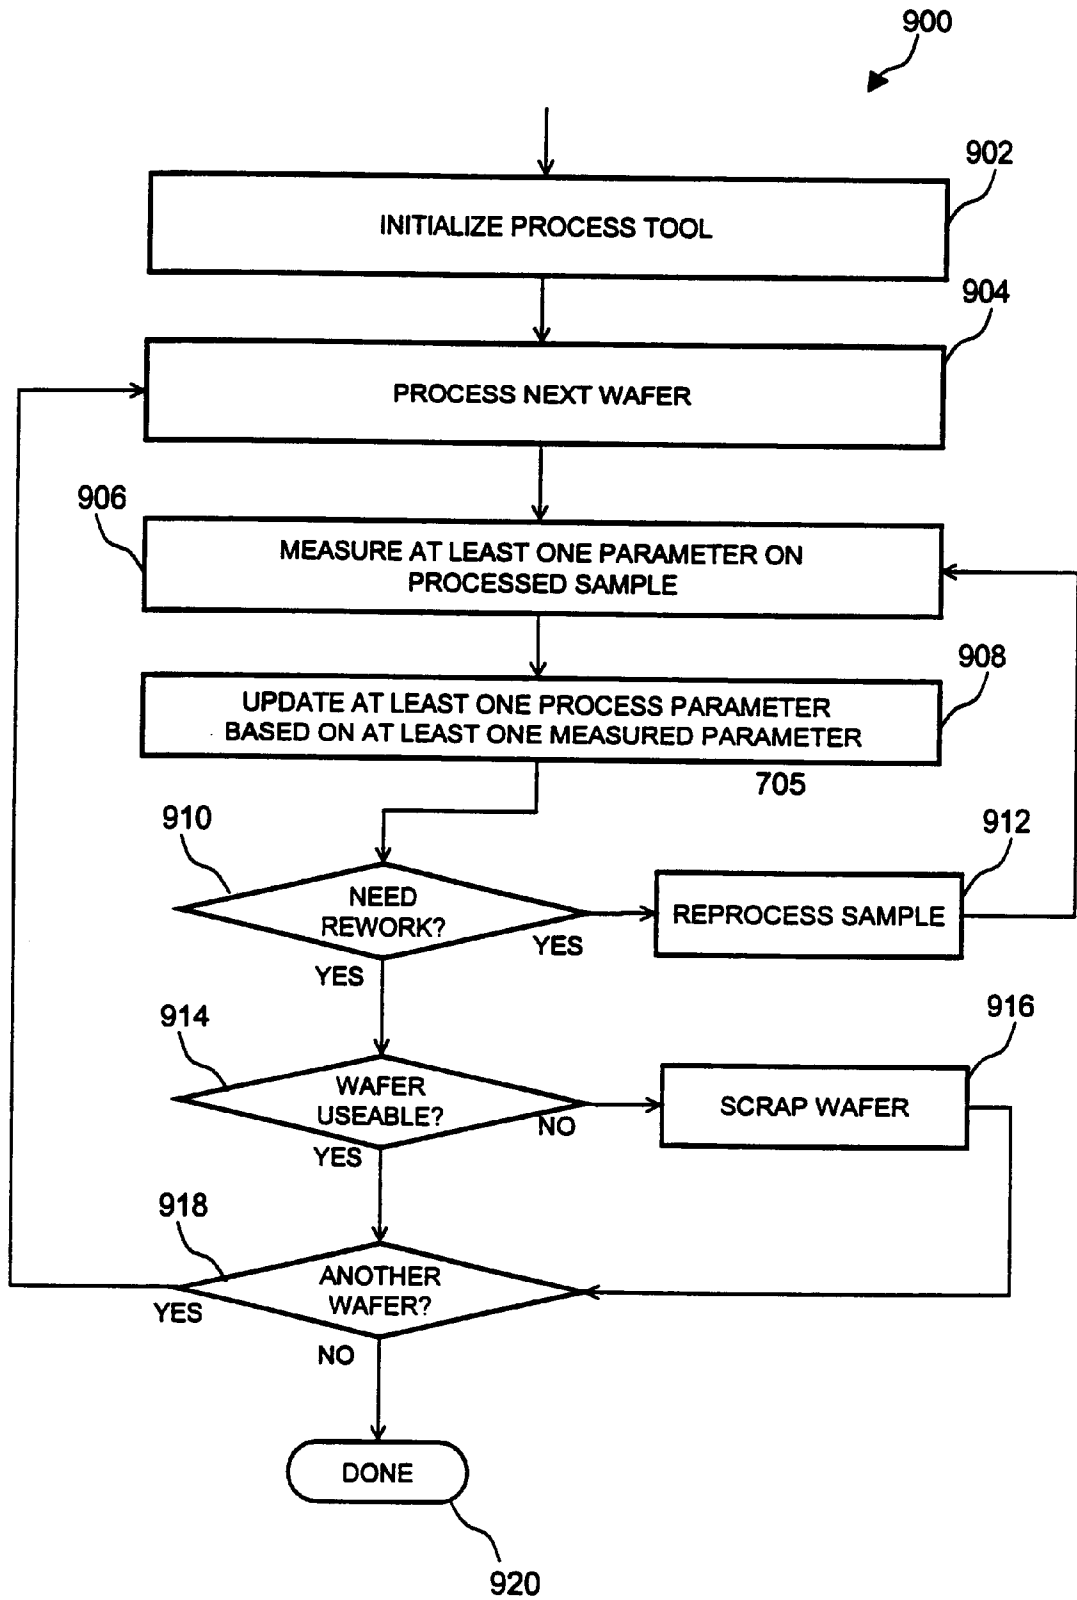 900
902
INITIALIZE PROCESS TOOL
904
PROCESS NEXT WAFER
906
MEASURE AT LEAST ONE PARAMETER ON
PROCESSED SAMPLE
908
UPDATE AT LEAST ONE PROCESS PARAMETER
BASED ON AT LEAST ONE MEASURED PARAMETER
705
910
NEED
REWORK?
YES
YES
912
REPROCESS SAMPLE
914
WAFER
USEABLE?
NO
YES
916
SCRAP WAFER
918
ANOTHER
WAFER?
YES
NO
DONE
920